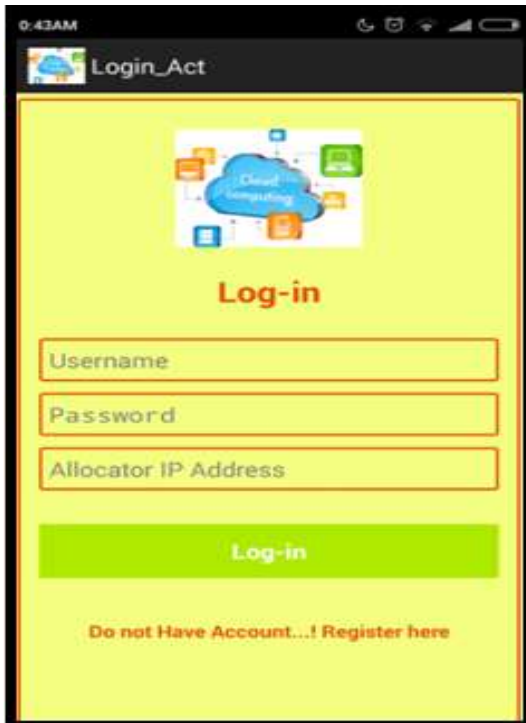 0:43AM
Login_Act
Cloud
computing
Log-in
Username
Password
Allocator IP Address
Log-in
Do not Have Account...! Register here